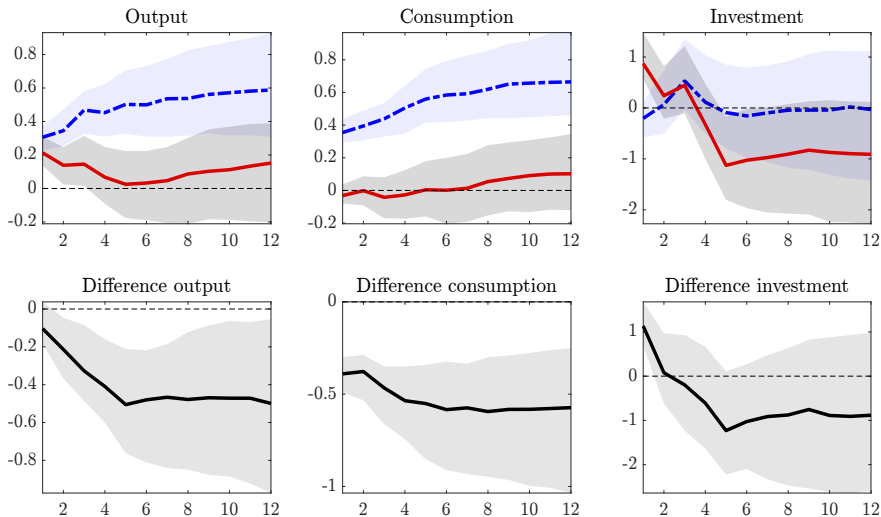 Output
0.8
0.6
0.4
0.2
0
-0.2
2 4 6 8 10 12
Consumption
0.8
0.6
0.4
0.2
0
-0.2
2 4 6 8 10 12
Investment
1
0
-1
-2
2 4 6 8 10 12
Difference output
0
-0.2
-0.4
-0.6
-0.8
2 4 6 8 10 12
Difference consumption
0
-0.5
-1
2 4 6 8 10 12
Difference investment
1
0
-1
-2
2 4 6 8 10 12